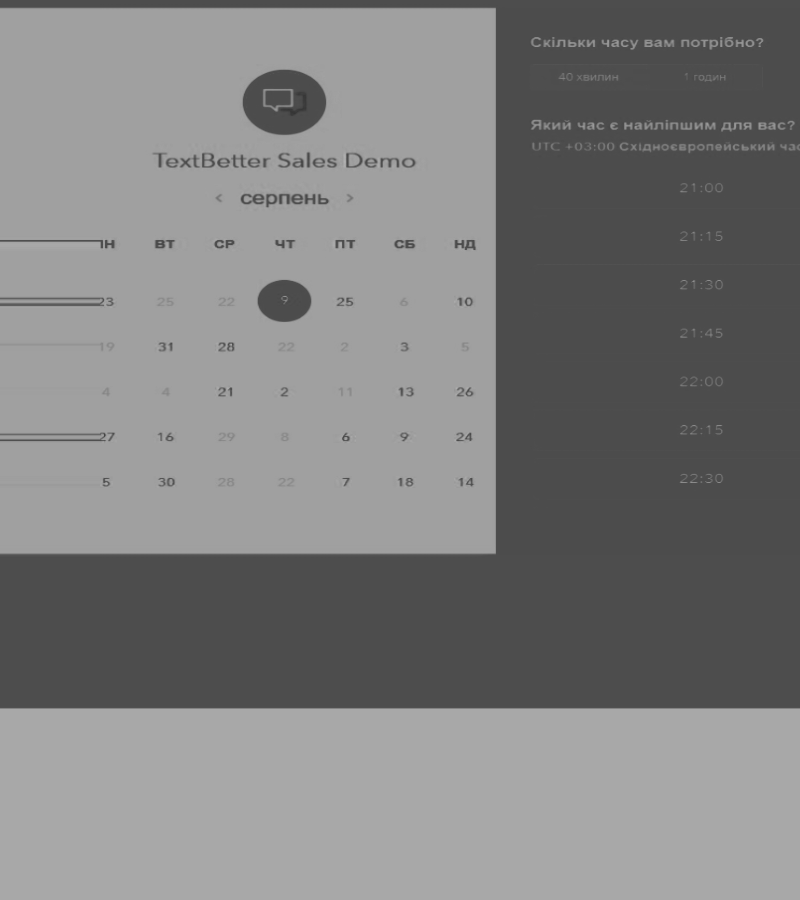 TextBetter Sales Demo
‹ серпень ›
ВТ СР ЧТ ПТ СБ НД
23 25 22 9 25 6 10
19 31 28 22 2 3 5
4 4 21 2 11 13 26
27 16 29 8 6 9 24
5 30 28 22 7 18 14
Скільки часу вам потрібно?
40 хвилин 1 годин
Який час є найліпшим для вас?
UTC +03:00 Східноєвропейський
21:00
21:15
21:30
21:45
22:00
22:15
22:30